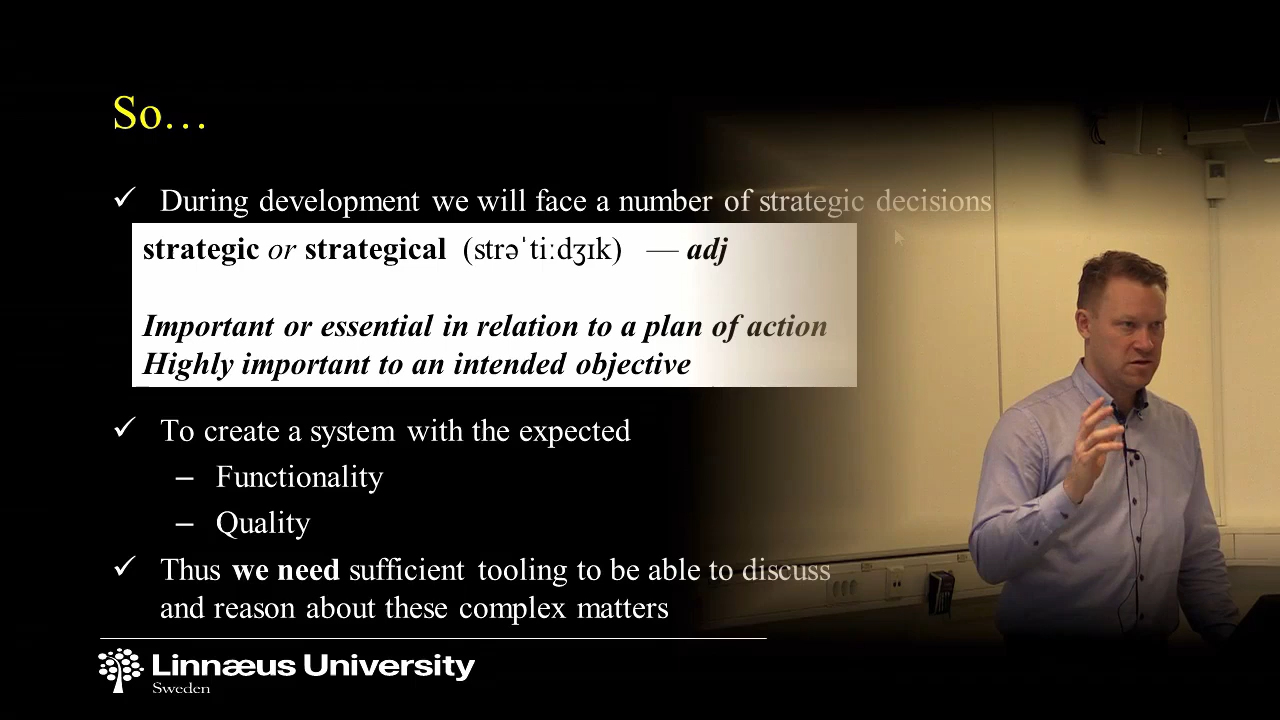 So…
✓ During development we will face a number of strategic decisions
strategic or strategical (strəˈtiːdʒɪk) — adj
Important or essential in relation to a plan of action
Highly important to an intended objective
✓ To create a system with the expected
– Functionality
– Quality
✓ Thus we need sufficient tooling to be able to discuss
and reason about these complex matters
Linnæus University
Sweden